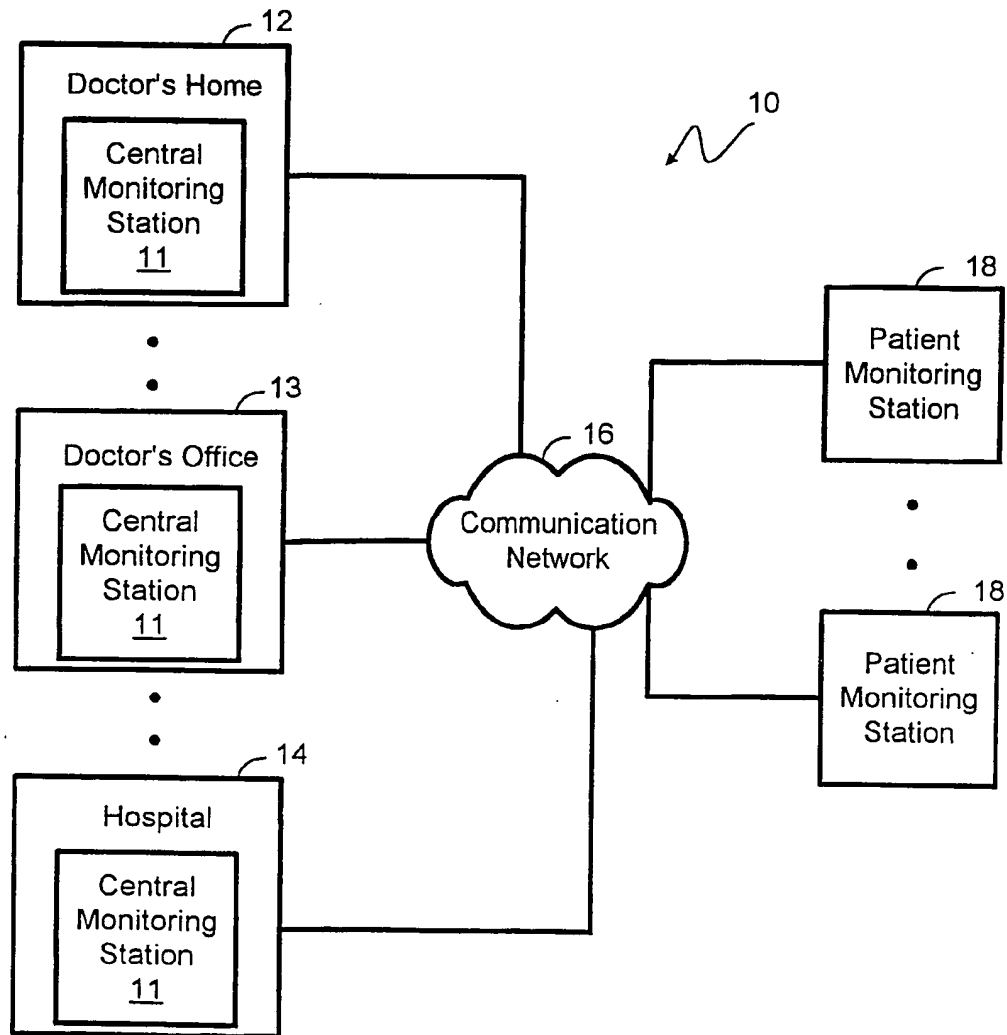 12
Doctor's Home
Central
Monitoring
Station
11
10
18
Patient
Monitoring
Station
13
Doctor's Office
Central
Monitoring
Station
11
16
Communication
Network
18
Patient
Monitoring
Station
14
Hospital
Central
Monitoring
Station
11